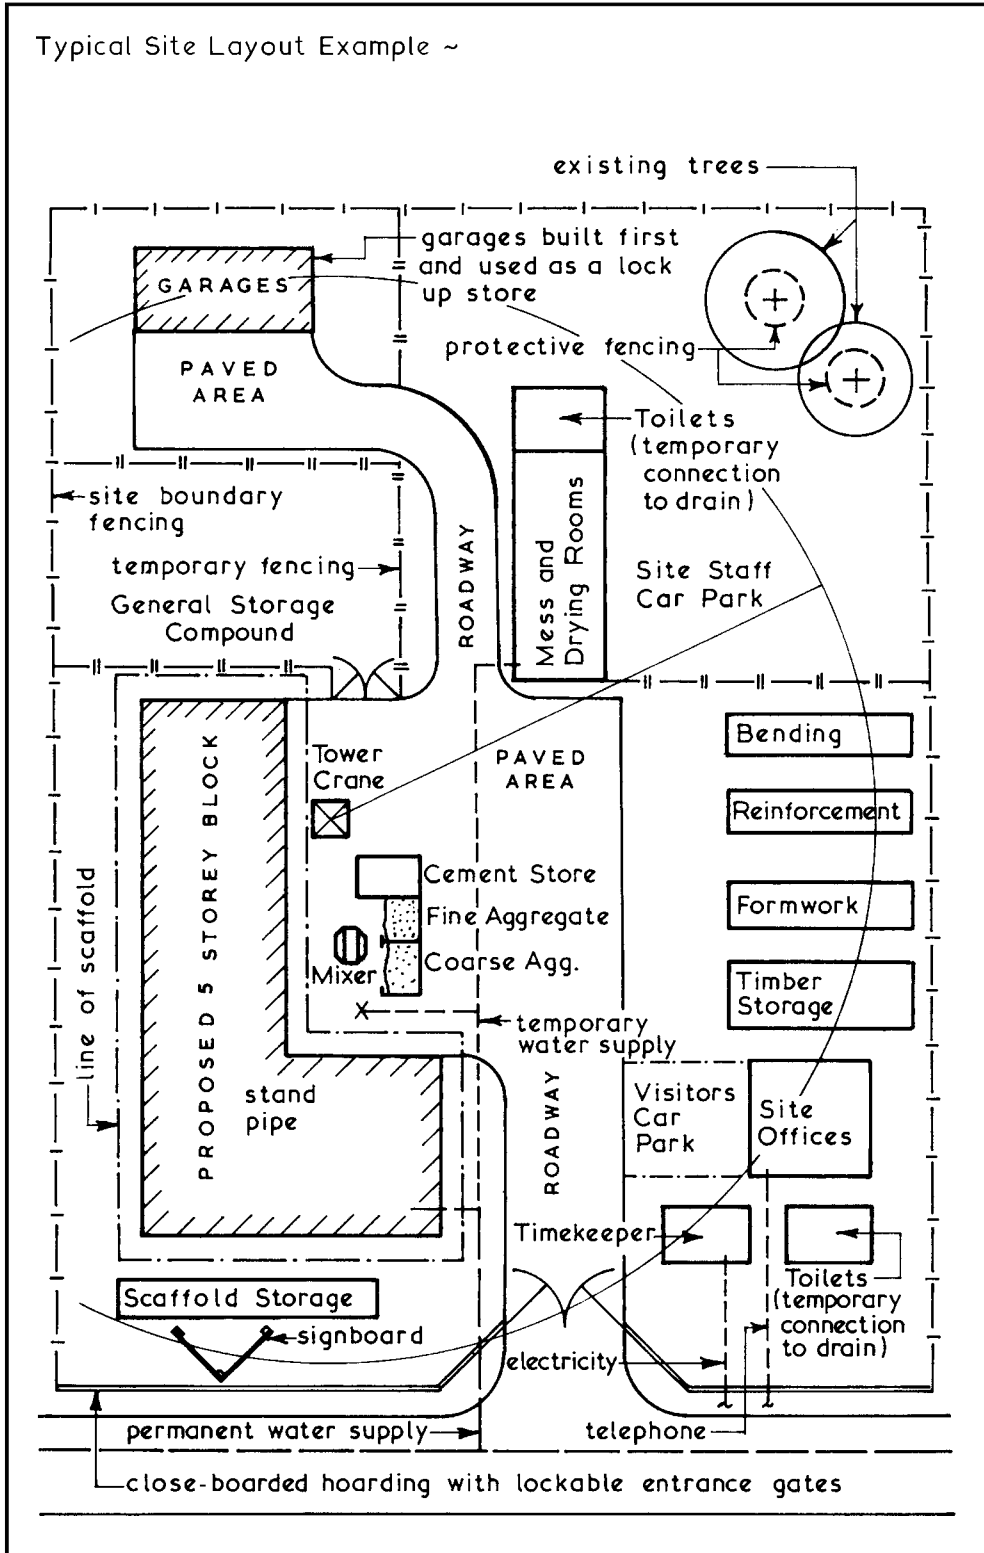 Typical Site Layout Example ~
existing trees
garages built first
and used as a lock
up store
GARAGES
protective fencing
PAVED
AREA
Toilets
(temporary
connection
to drain)
site boundary
fencing
temporary fencing
General Storage
Compound
ROADWAY
Mess and
Drying Rooms
Site Staff
Car Park
Bending
Tower
Crane
PAVED
AREA
Reinforcement
PROPOSED 5 STOREY BLOCK
line of scaffold
Cement Store
Fine Aggregate
Formwork
Mixer
Coarse Agg.
Timber
Storage
X
temporary
water supply
stand
pipe
ROADWAY
Visitors
Car
Park
Site
Offices
Timekeeper
Toilets
(temporary
connection
to drain)
Scaffold Storage
signboard
electricity
permanent water supply
telephone
close-boarded hoarding with lockable entrance gates